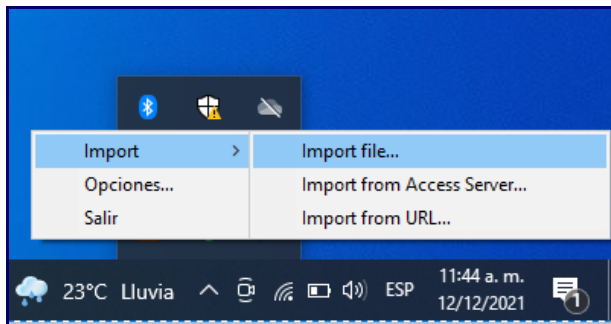 Import
Import file...
Opciones...
Import from Access Server...
Salir
Import from URL...
23°C Lluvia
ESP
11:44 a. m.
12/12/2021
1